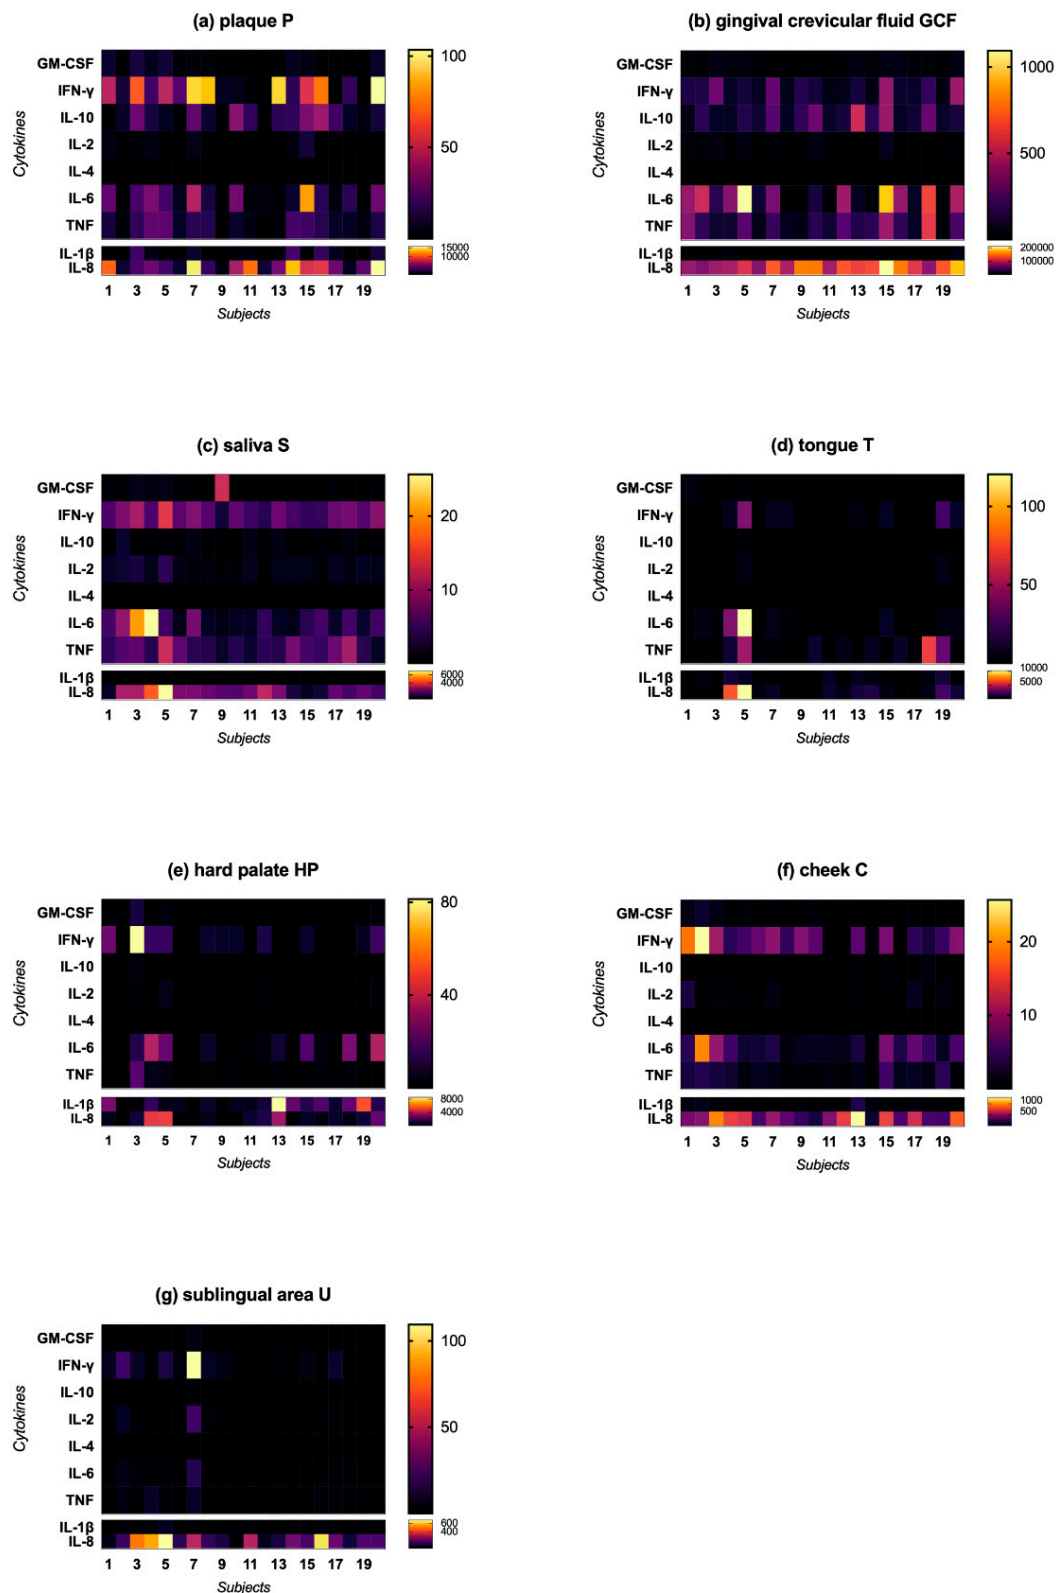 (a) plaque P
Cytokines
GM-CSF
IFN-γ
IL-10
IL-2
IL-4
IL-6
TNF
IL-1β
IL-8
100
50
15000
10000
1 3 5 7 9 11 13 15 17 19
Subjects
(b) gingival crevicular fluid GCF
Cytokines
GM-CSF
IFN-γ
IL-10
IL-2
IL-4
IL-6
TNF
IL-1β
IL-8
1000
500
200000
100000
1 3 5 7 9 11 13 15 17 19
Subjects
(c) saliva S
Cytokines
GM-CSF
IFN-γ
IL-10
IL-2
IL-4
IL-6
TNF
IL-1β
IL-8
20
10
6000
4000
1 3 5 7 9 11 13 15 17 19
Subjects
(d) tongue T
Cytokines
GM-CSF
IFN-γ
IL-10
IL-2
IL-4
IL-6
TNF
IL-1β
IL-8
100
50
10000
5000
1 3 5 7 9 11 13 15 17 19
Subjects
(e) hard palate HP
Cytokines
GM-CSF
IFN-γ
IL-10
IL-2
IL-4
IL-6
TNF
IL-1β
IL-8
80
40
8000
4000
1 3 5 7 9 11 13 15 17 19
Subjects
(f) cheek C
Cytokines
GM-CSF
IFN-γ
IL-10
IL-2
IL-4
IL-6
TNF
IL-1β
IL-8
20
10
1000
500
1 3 5 7 9 11 13 15 17 19
Subjects
(g) sublingual area U
Cytokines
GM-CSF
IFN-γ
IL-10
IL-2
IL-4
IL-6
TNF
IL-1β
IL-8
100
50
600
400
1 3 5 7 9 11 13 15 17 19
Subjects